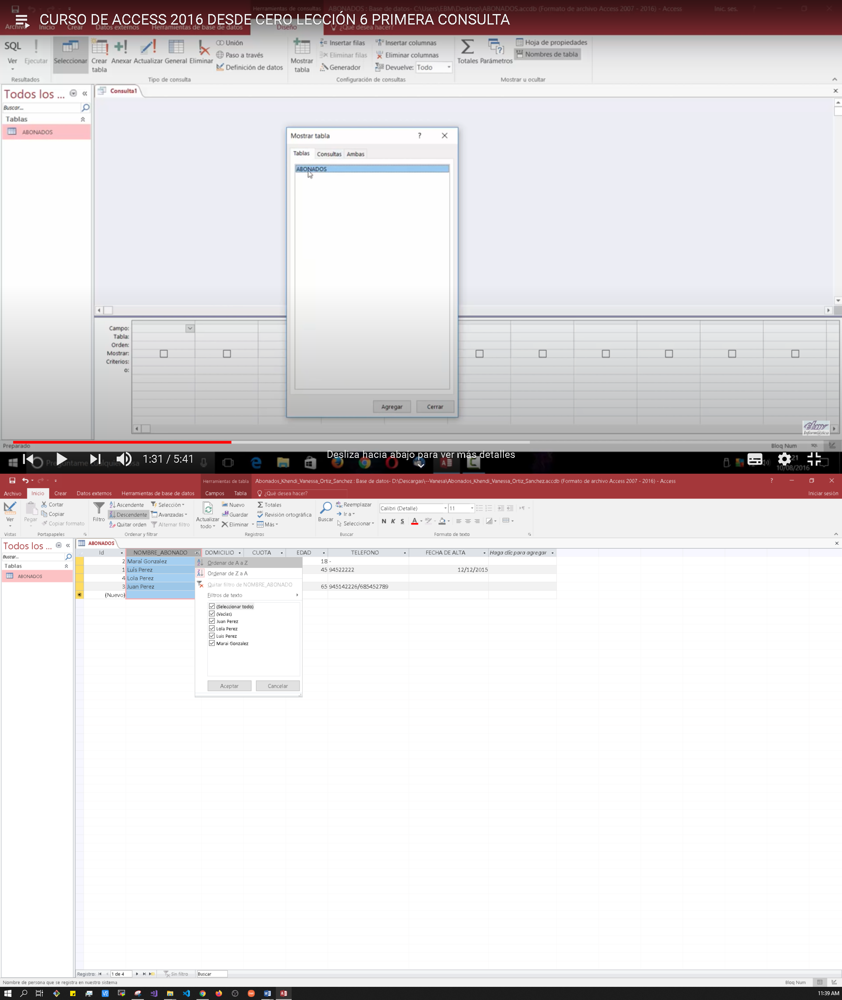 Herramientas de consultas ABONADOS : Base de datos- C:\Users\EBM\Desktop\ABONADOS.accdb (Formato de archivo Access 2007 - 2016) - Access Inic. ses. ?
CURSO DE ACCESS 2016 DESDE CERO LECCIÓN 6 PRIMERA CONSULTA
Archivo Inicio Crear Datos externos Herramientas de base de datos Diseño ¿Qué desea hacer?
SQL Unión Insertar filas Insertar columnas Hoja de propiedades
Paso a través Eliminar filas Eliminar columnas Nombres de tabla
Ver Ejecutar Seleccionar Crear tabla Anexar Actualizar General Eliminar Definición de datos Mostrar tabla Generador Devuelve: Todo Totales Parámetros
Resultados Tipo de consulta Configuración de consultas Mostrar u ocultar
Todos los ... Consulta1
Buscar...
Tablas
ABONADOS
Mostrar tabla ?
Tablas Consultas Ambas
ABONADOS
Agregar Cerrar
Campo:
Tabla:
Orden:
Mostrar:
Criterios:
o:
ebm
Inform@tica
Preparado Bloq Num SQL
Desliza hacia abajo para ver más detalles
1:31 / 5:41
10/08/2016
Herramientas de tabla Abonados_Khendi_Vanessa_Ortiz_Sanchez : Base de datos- D:\Descargas\--Vanesa\Abonados_Khendi_Vanessa_Ortiz_Sanchez.accdb (Formato de archivo Access 2007 - 2016) - Access ?
Archivo Inicio Crear Datos externos Herramientas de base de datos Campos Tabla ¿Qué desea hacer? Iniciar sesión
Cortar Ascendente Selección Nuevo Totales Reemplazar Calibri (Detalle) 11
Copiar Descendente Avanzadas Guardar Revisión ortográfica Ir a
Ver Pegar Copiar formato Filtro Quitar orden Alternar filtro Actualizar todo Eliminar Más Buscar Seleccionar N K S A
Vistas Portapapeles Ordenar y filtrar Registros Buscar Formato de texto
Todos los ... ABONADOS
Buscar...
Tablas
ABONADOS
Id NOMBRE_ABONADO DOMICILIO CUOTA EDAD TELEFONO FECHA DE ALTA Haga clic para agregar
2 Marai Gonzalez 18 -
1 Luis Perez 45 94522222 12/12/2015
4 Lola Perez
3 Juan Perez 65 945142226/685452789
(Nuevo)
Ordenar de A a Z
Ordenar de Z a A
Quitar filtro de NOMBRE_ABONADO
Filtros de texto
(Seleccionar todo)
(Vacías)
Juan Perez
Lola Perez
Luis Perez
Marai Gonzalez
Aceptar Cancelar
Registro: 1 de 4 Sin filtro Buscar
Nombre de persona que se registra en nuestro sistema Bloq Num
11:39 AM